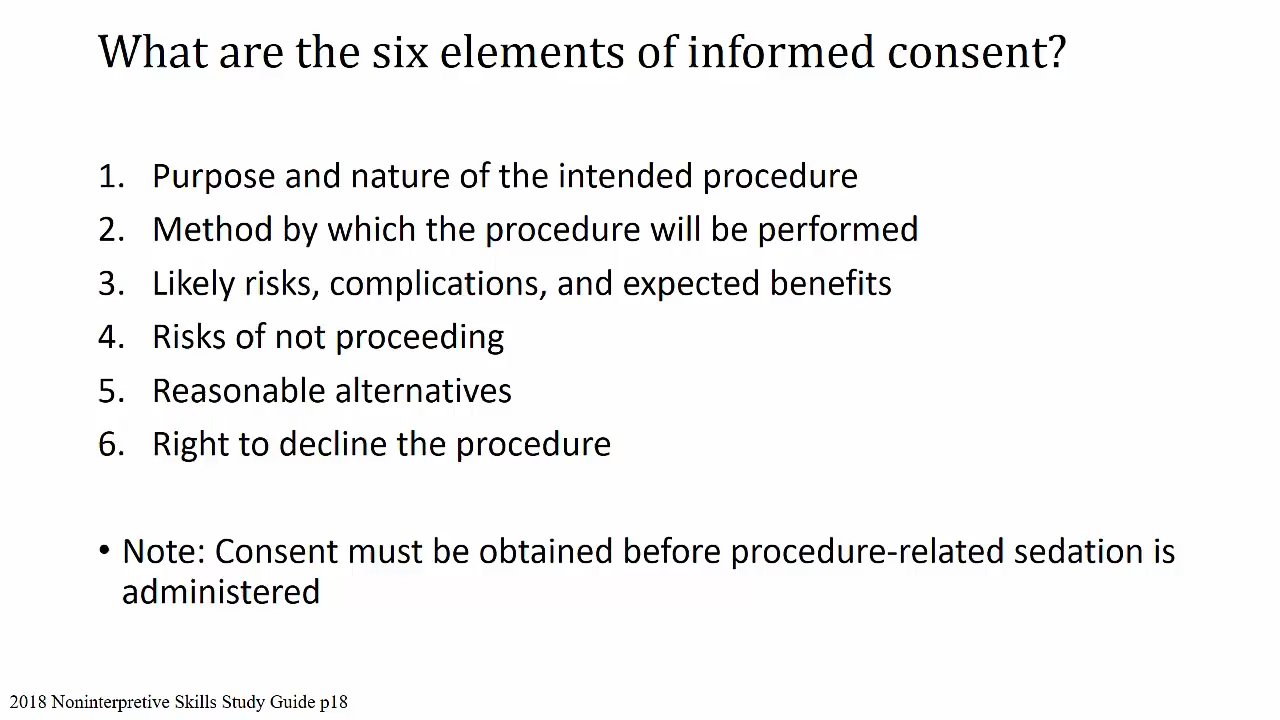 What are the six elements of informed consent?
1. Purpose and nature of the intended procedure
2. Method by which the procedure will be performed
3. Likely risks, complications, and expected benefits
4. Risks of not proceeding
5. Reasonable alternatives
6. Right to decline the procedure
• Note: Consent must be obtained before procedure-related sedation is
administered
2018 Noninterpretive Skills Study Guide p18